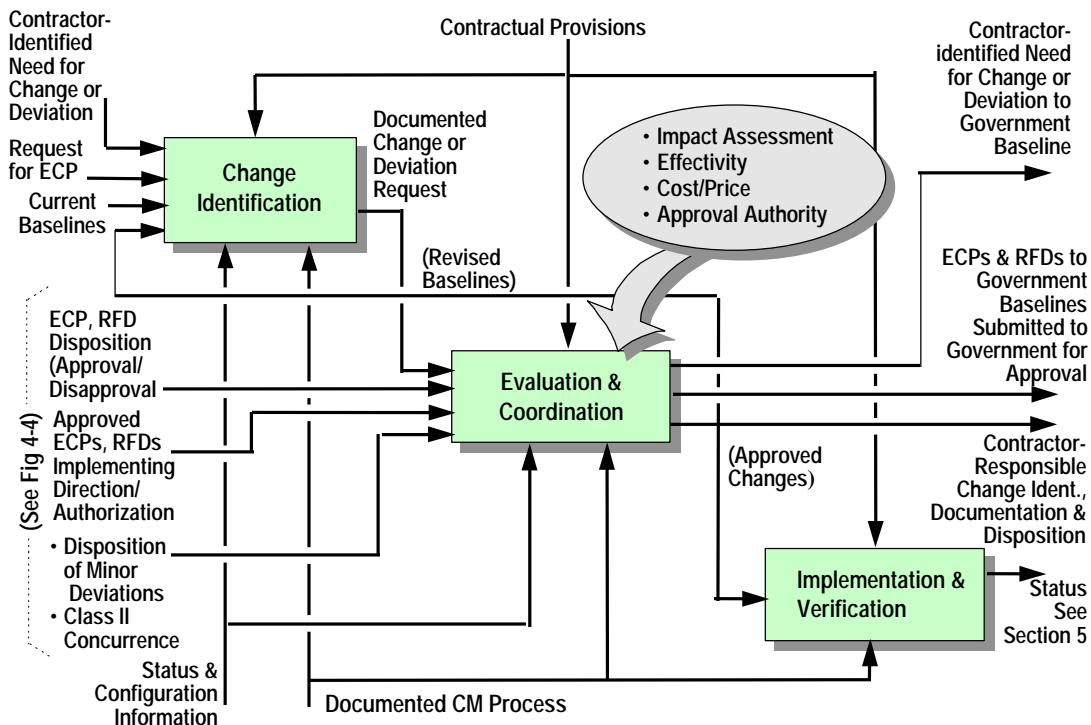 Contractor-
Identified
Need for
Change or
Deviation
Request
for ECP
Current
Baselines
Contractual Provisions
Change
Identification
Documented
Change or
Deviation
Request
• Impact Assessment
• Effectivity
• Cost/Price
• Approval Authority
Contractor-
identified Need
for Change or
Deviation to
Government
Baseline
(Revised
Baselines)
ECPs & RFDs to
Government
Baselines
Submitted to
Government for
Approval
(See Fig 4-4)
ECP, RFD
Disposition
(Approval/
Disapproval
Approved
ECPs, RFDs
Implementing
Direction/
Authorization
• Disposition
of Minor
Deviations
• Class II
Concurrence
Evaluation &
Coordination
(Approved
Changes)
Contractor-
Responsible
Change Ident.,
Documentation &
Disposition
Implementation &
Verification
Status
See
Section 5
Status &
Configuration
Information
Documented CM Process